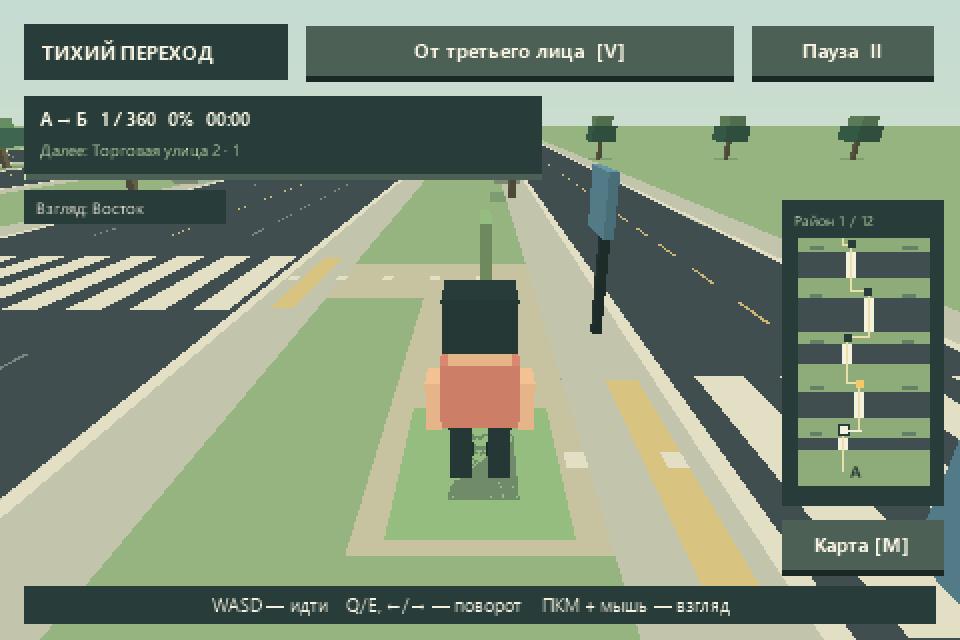 ТИХИЙ ПЕРЕХОД
От третьего лица [V]
Пауза II
А — Б 1 / 360 0% 00:00
Далее: Торговая улица 2 · 1
Взгляд: Восток
Район 1 / 12
А
Карта [M]
WASD — идти Q/E, ←/→ — поворот ПКМ + мышь — взгляд